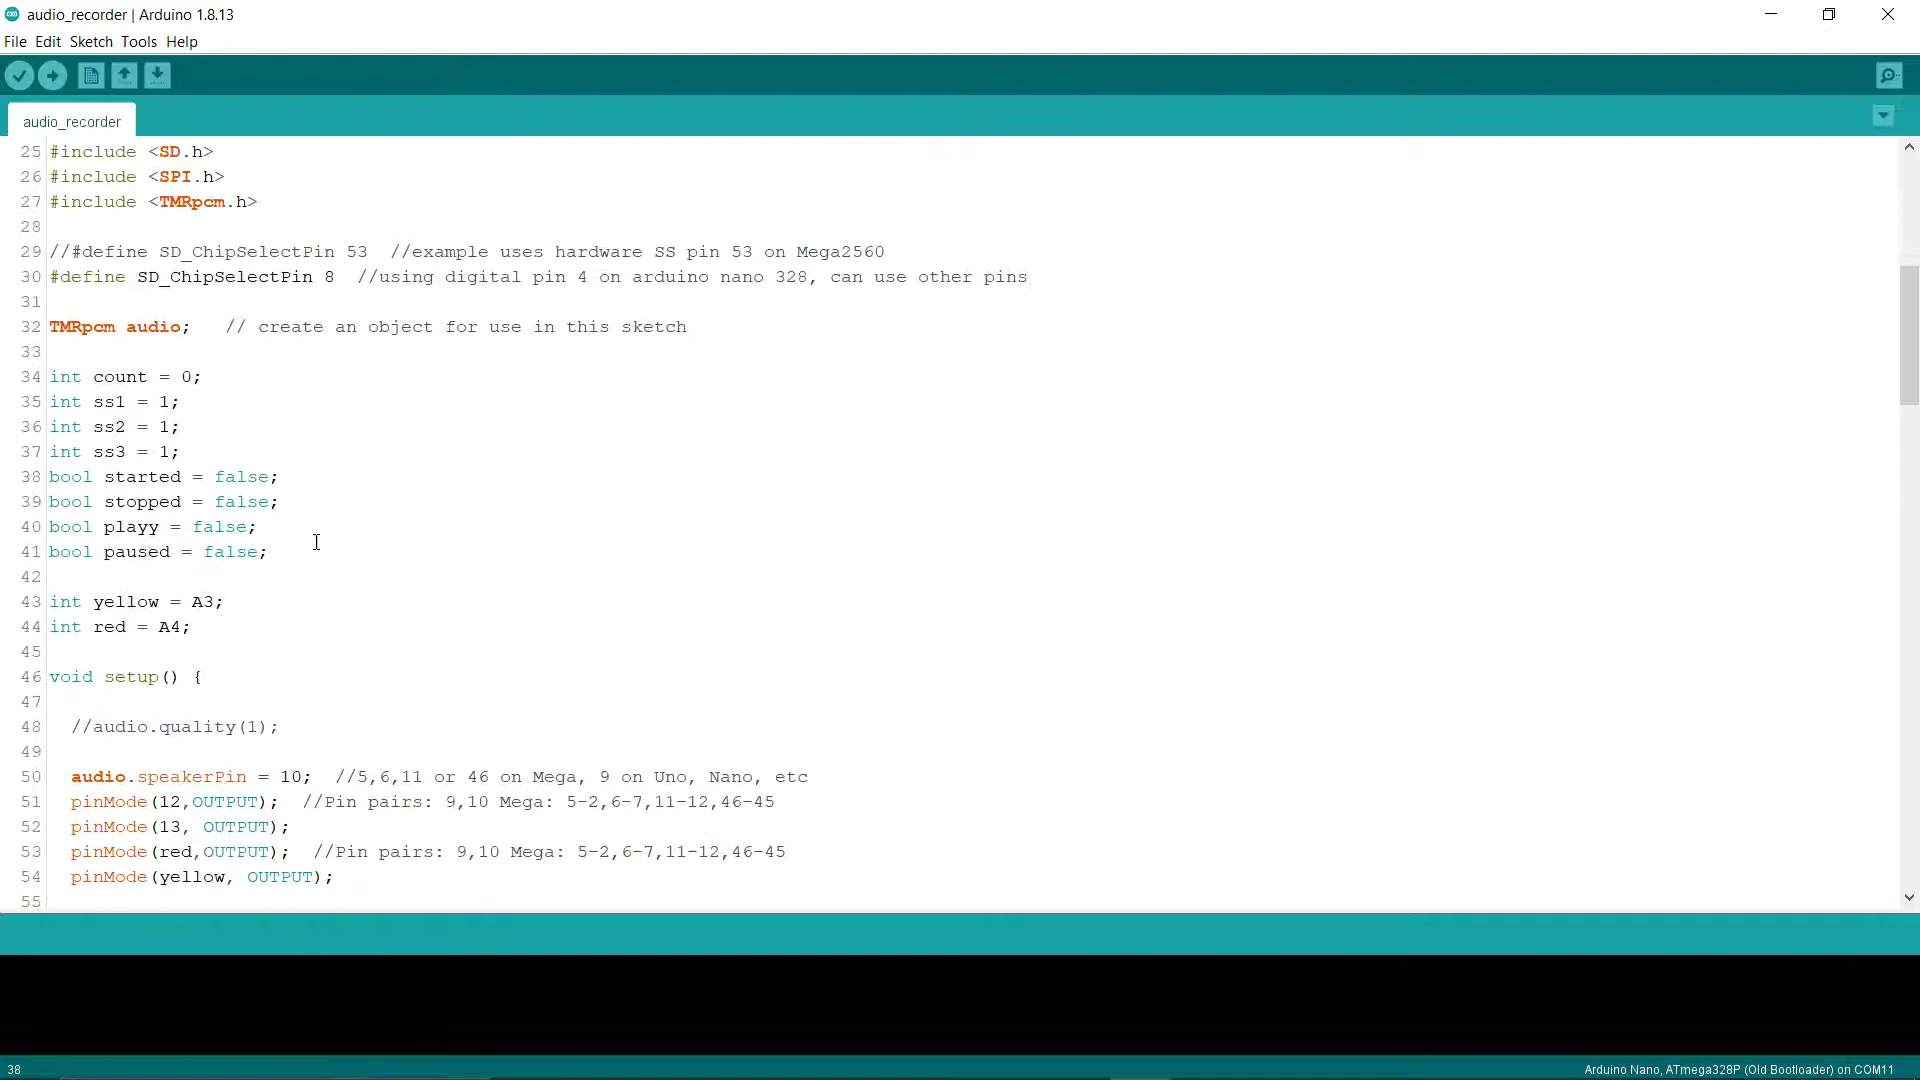 audio_recorder | Arduino 1.8.13
File Edit Sketch Tools Help
audio_recorder
25 #include <SD.h>
26 #include <SPI.h>
27 #include <TMRpcm.h>
28
29 //#define SD_ChipSelectPin 53  //example uses hardware SS pin 53 on Mega2560
30 #define SD_ChipSelectPin 8  //using digital pin 4 on arduino nano 328, can use other pins
31
32 TMRpcm audio;   // create an object for use in this sketch
33
34 int count = 0;
35 int ss1 = 1;
36 int ss2 = 1;
37 int ss3 = 1;
38 bool started = false;
39 bool stopped = false;
40 bool playy = false;
41 bool paused = false;
42
43 int yellow = A3;
44 int red = A4;
45
46 void setup() {
47
48   //audio.quality(1);
49
50   audio.speakerPin = 10;  //5,6,11 or 46 on Mega, 9 on Uno, Nano, etc
51   pinMode(12,OUTPUT);  //Pin pairs: 9,10 Mega: 5-2,6-7,11-12,46-45
52   pinMode(13, OUTPUT);
53   pinMode(red,OUTPUT);  //Pin pairs: 9,10 Mega: 5-2,6-7,11-12,46-45
54   pinMode(yellow, OUTPUT);
55
38
Arduino Nano, ATmega328P (Old Bootloader) on COM11